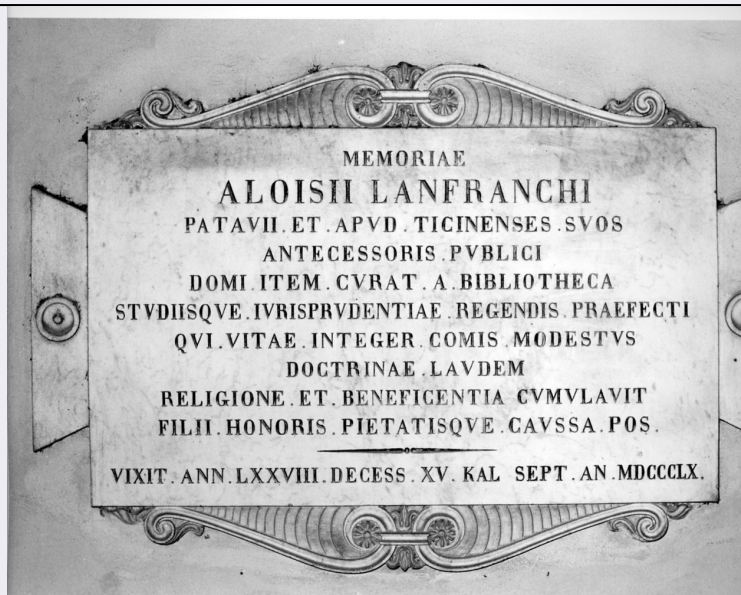 MEMORIAE
ALOISII LANFRANCHI
PATAVII . ET . APVD . TICINENSES . SVOS
ANTECESSORIS . PVBLICI
DOMI . ITEM . CVRAT . A . BIBLIOTHECA
STVDIISQVE . IVRISPRVDENTIAE . REGENDIS . PRAEFECTI
QVI . VITAE . INTEGER . COMIS . MODESTVS
DOCTRINAE . LAVDEM
RELIGIONE . ET . BENEFICENTIA CVMVLAVIT
FILII . HONORIS . PIETATISQVE . CAVSSA . POS .
VIXIT . ANN . LXXVIII . DECESS . XV . KAL SEPT . AN . MDCCCLX .